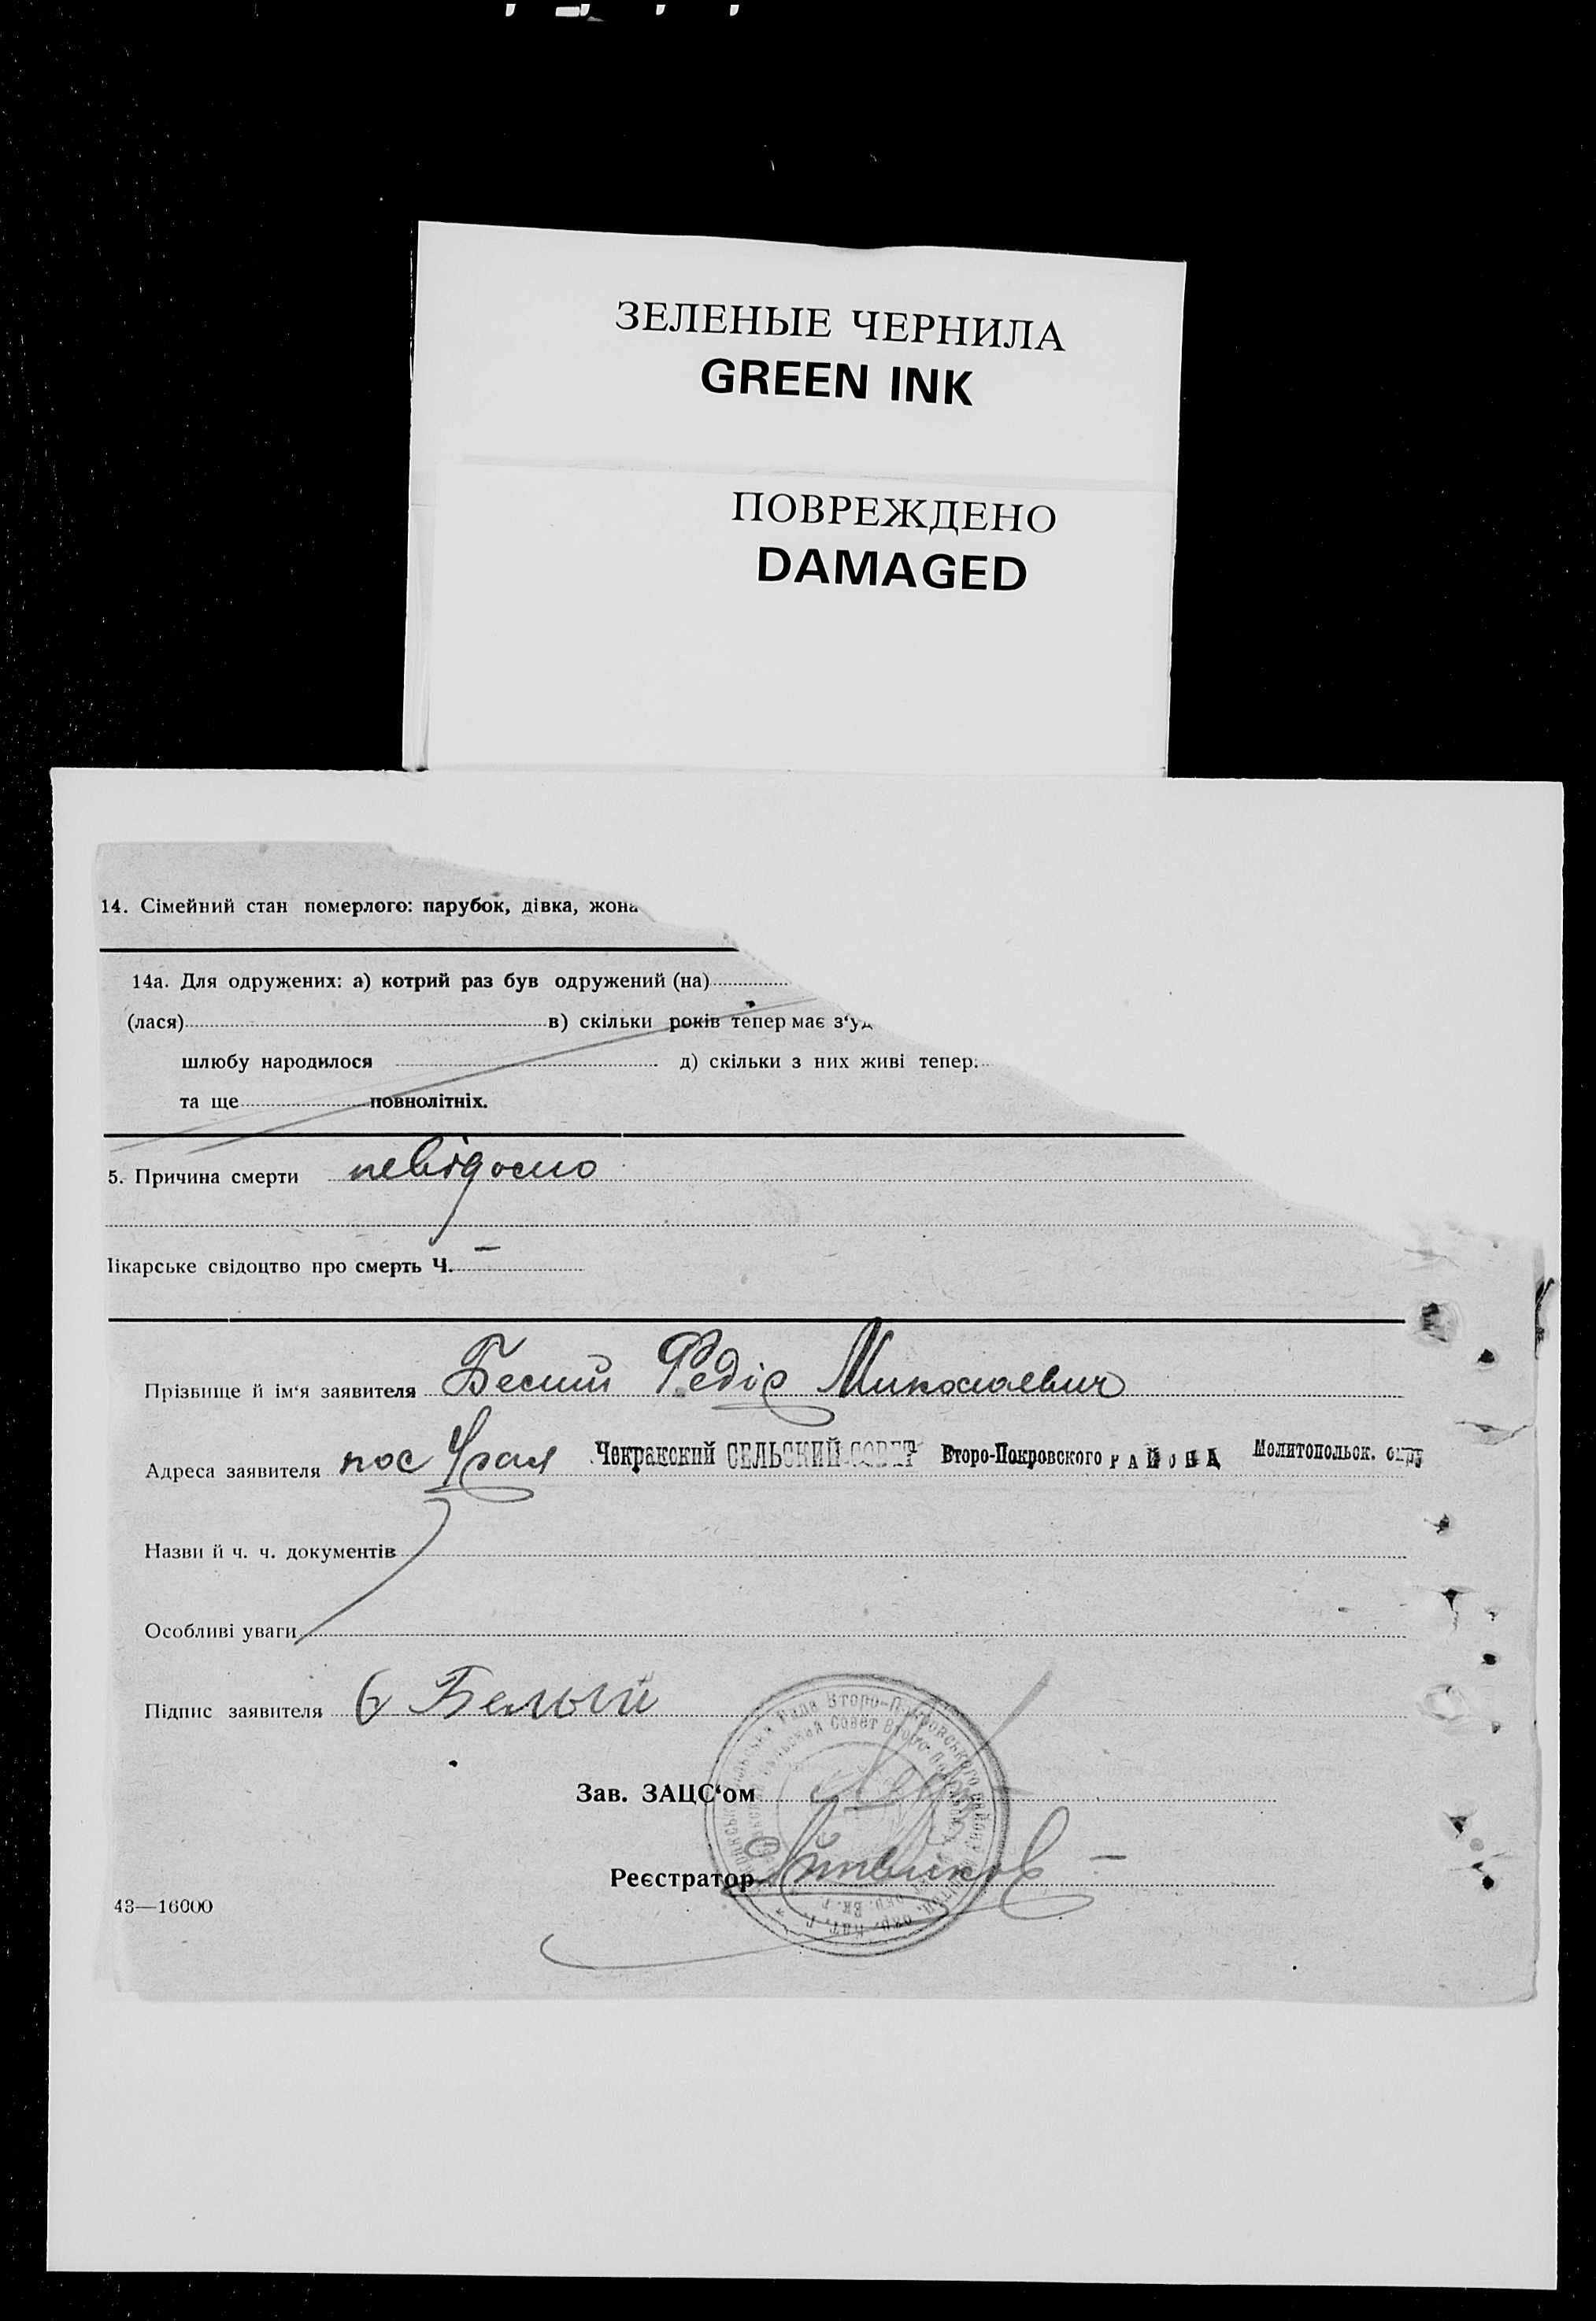 ЗЕЛЕНЫЕ ЧЕРНИЛА
GREEN INK
ПОВРЕЖДЕНО
DAMAGED
14. Сімейний стан померлого: парубок, дівка, жона
14а. Для одружених: а) котрий раз був одружений (на)
(лася) в) скільки років тепер має з‘уд
шлюбу народилося д) скільки з них живі тепер.
та ще повнолітніх.
5. Причина смерти невідомо
Лікарське свідоцтво про смерть Ч. —
Прізвище й ім‘я заявителя Белий Федір Миколаевич
Адреса заявителя пос Чокракский СЕЛЬСКИЙ СОВЕТ Второ-Покровского РАЙОНА Мелитопольск. окр
Назви й ч. ч. документів
Особливі уваги
Підпис заявителя Белый
Зав. ЗАЦС‘ом
Реєстратор
43—16000